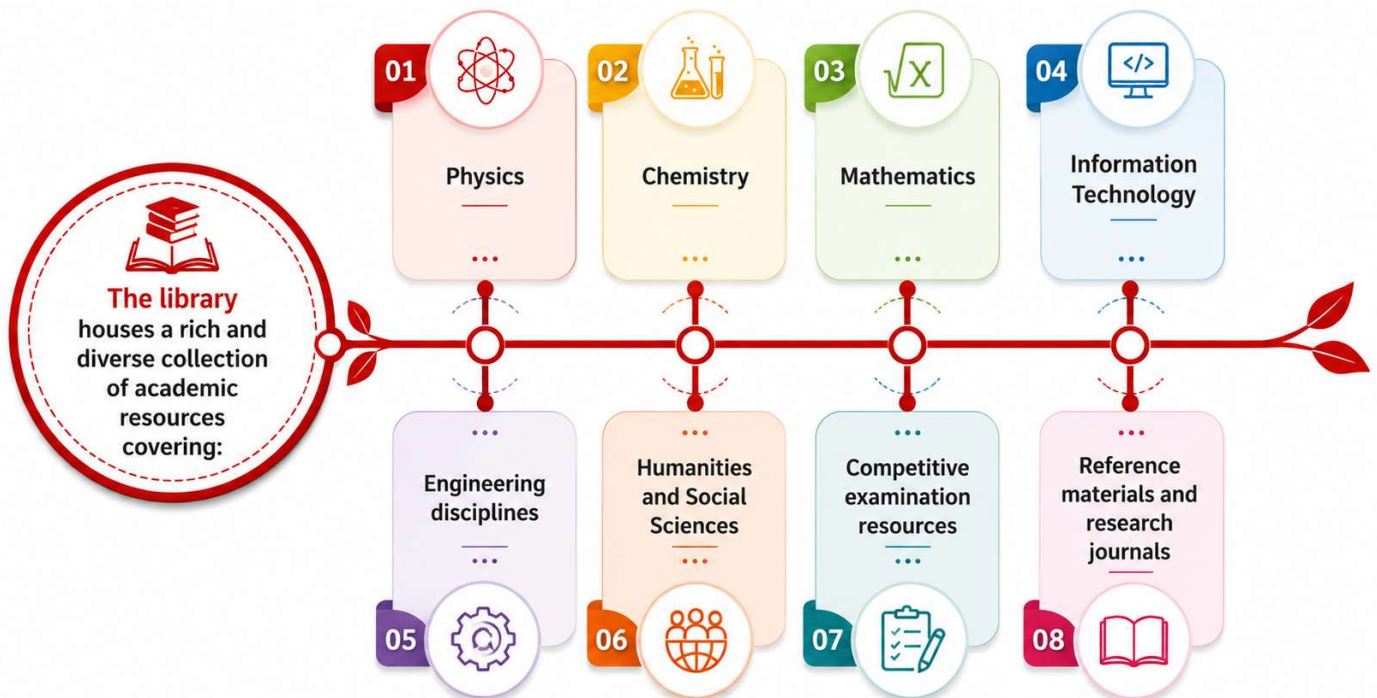 The library
houses a rich and
diverse collection
of academic
resources
covering:
01
Physics
02
Chemistry
03
√X
Mathematics
04
</>
Information
Technology
Engineering
disciplines
05
Humanities
and Social
Sciences
06
Competitive
examination
resources
07
Reference
materials and
research
journals
08